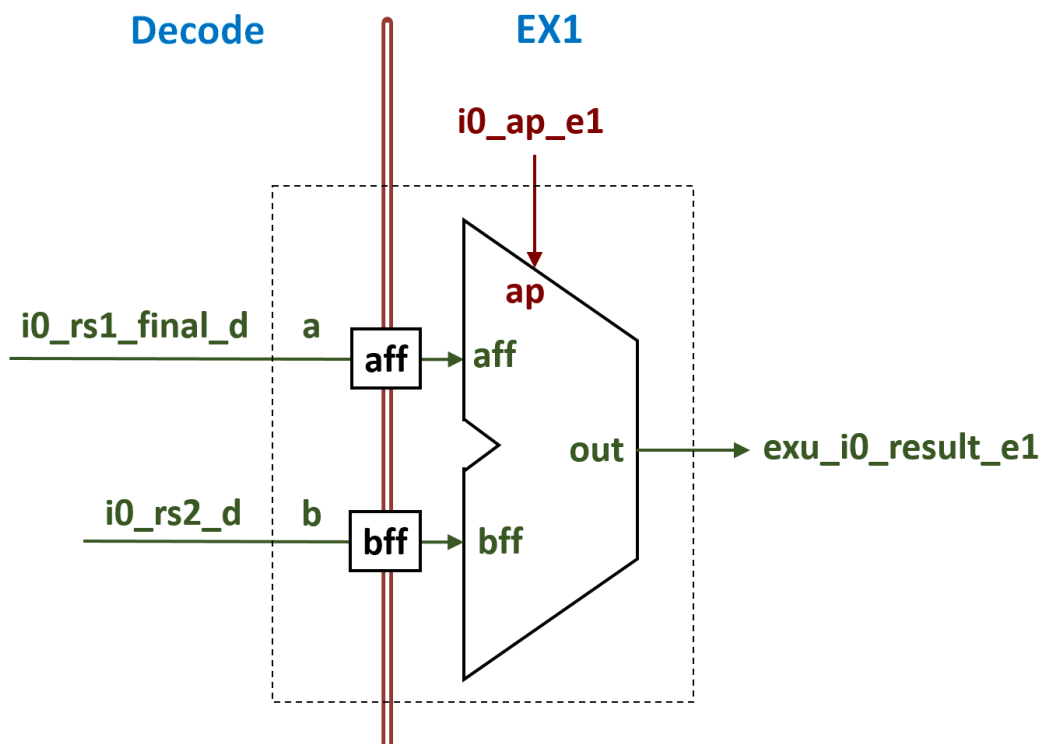 Decode
EX1
i0_ap_e1
ap
i0_rs1_final_d
a
aff
aff
out
exu_i0_result_e1
i0_rs2_d
b
bff
bff